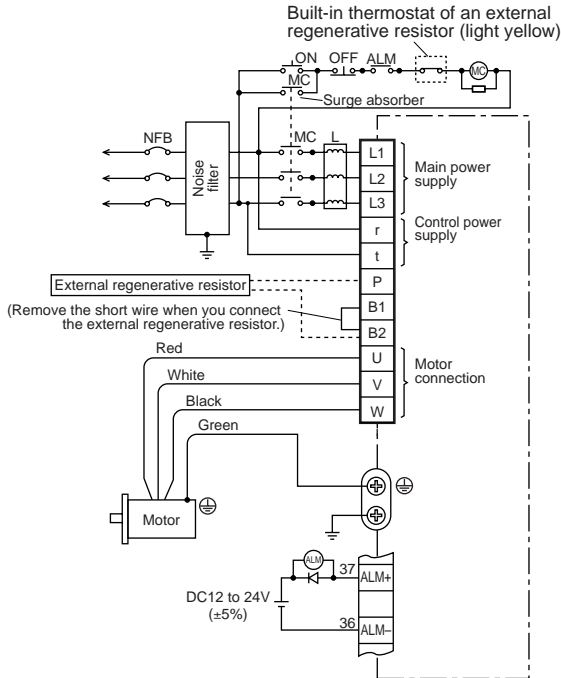 Built-in thermostat of an external
regenerative resistor (light yellow)
ON OFF ALM
MC
MC
Surge absorber
NFB
Noise
filter
MC L
L1
L2
L3
Main power
supply
r
t
Control power
supply
P
External regenerative resistor
B1
B2
(Remove the short wire when you connect
the external regenerative resistor.)
Red
White
Black
Green
U
V
W
Motor
connection
Motor
ALM
37
ALM+
DC12 to 24V
(±5%)
36
ALM–